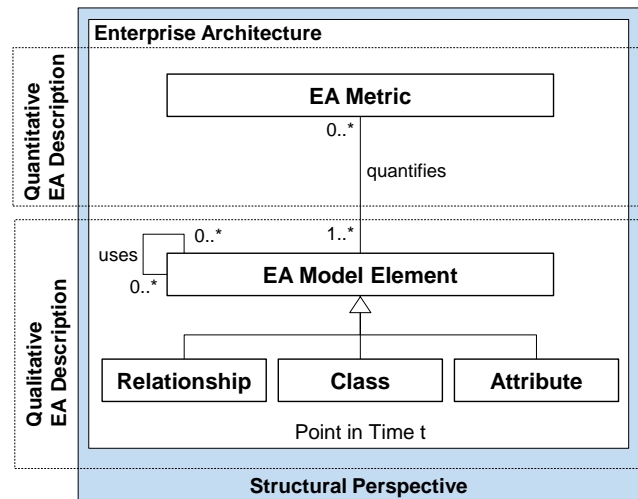 Enterprise Architecture
Quantitative
EA Description
EA Metric
0..*
quantifies
1..*
Qualitative
EA Description
0..*
uses
0..*
EA Model Element
Relationship
Class
Attribute
Point in Time t
Structural Perspective